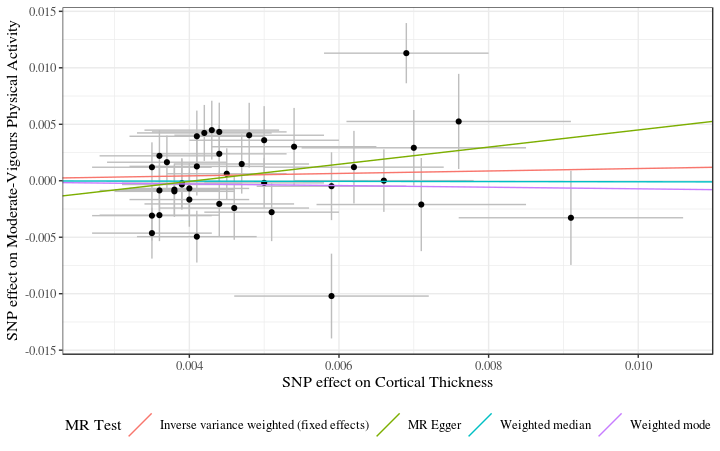 0.015
0.010
0.005
0.000
-0.005
-0.010
-0.015
SNP effect on Moderate-Vigours Physical Activity
0.004 0.006 0.008 0.010
SNP effect on Cortical Thickness
MR Test Inverse variance weighted (fixed effects) MR Egger Weighted median Weighted mode